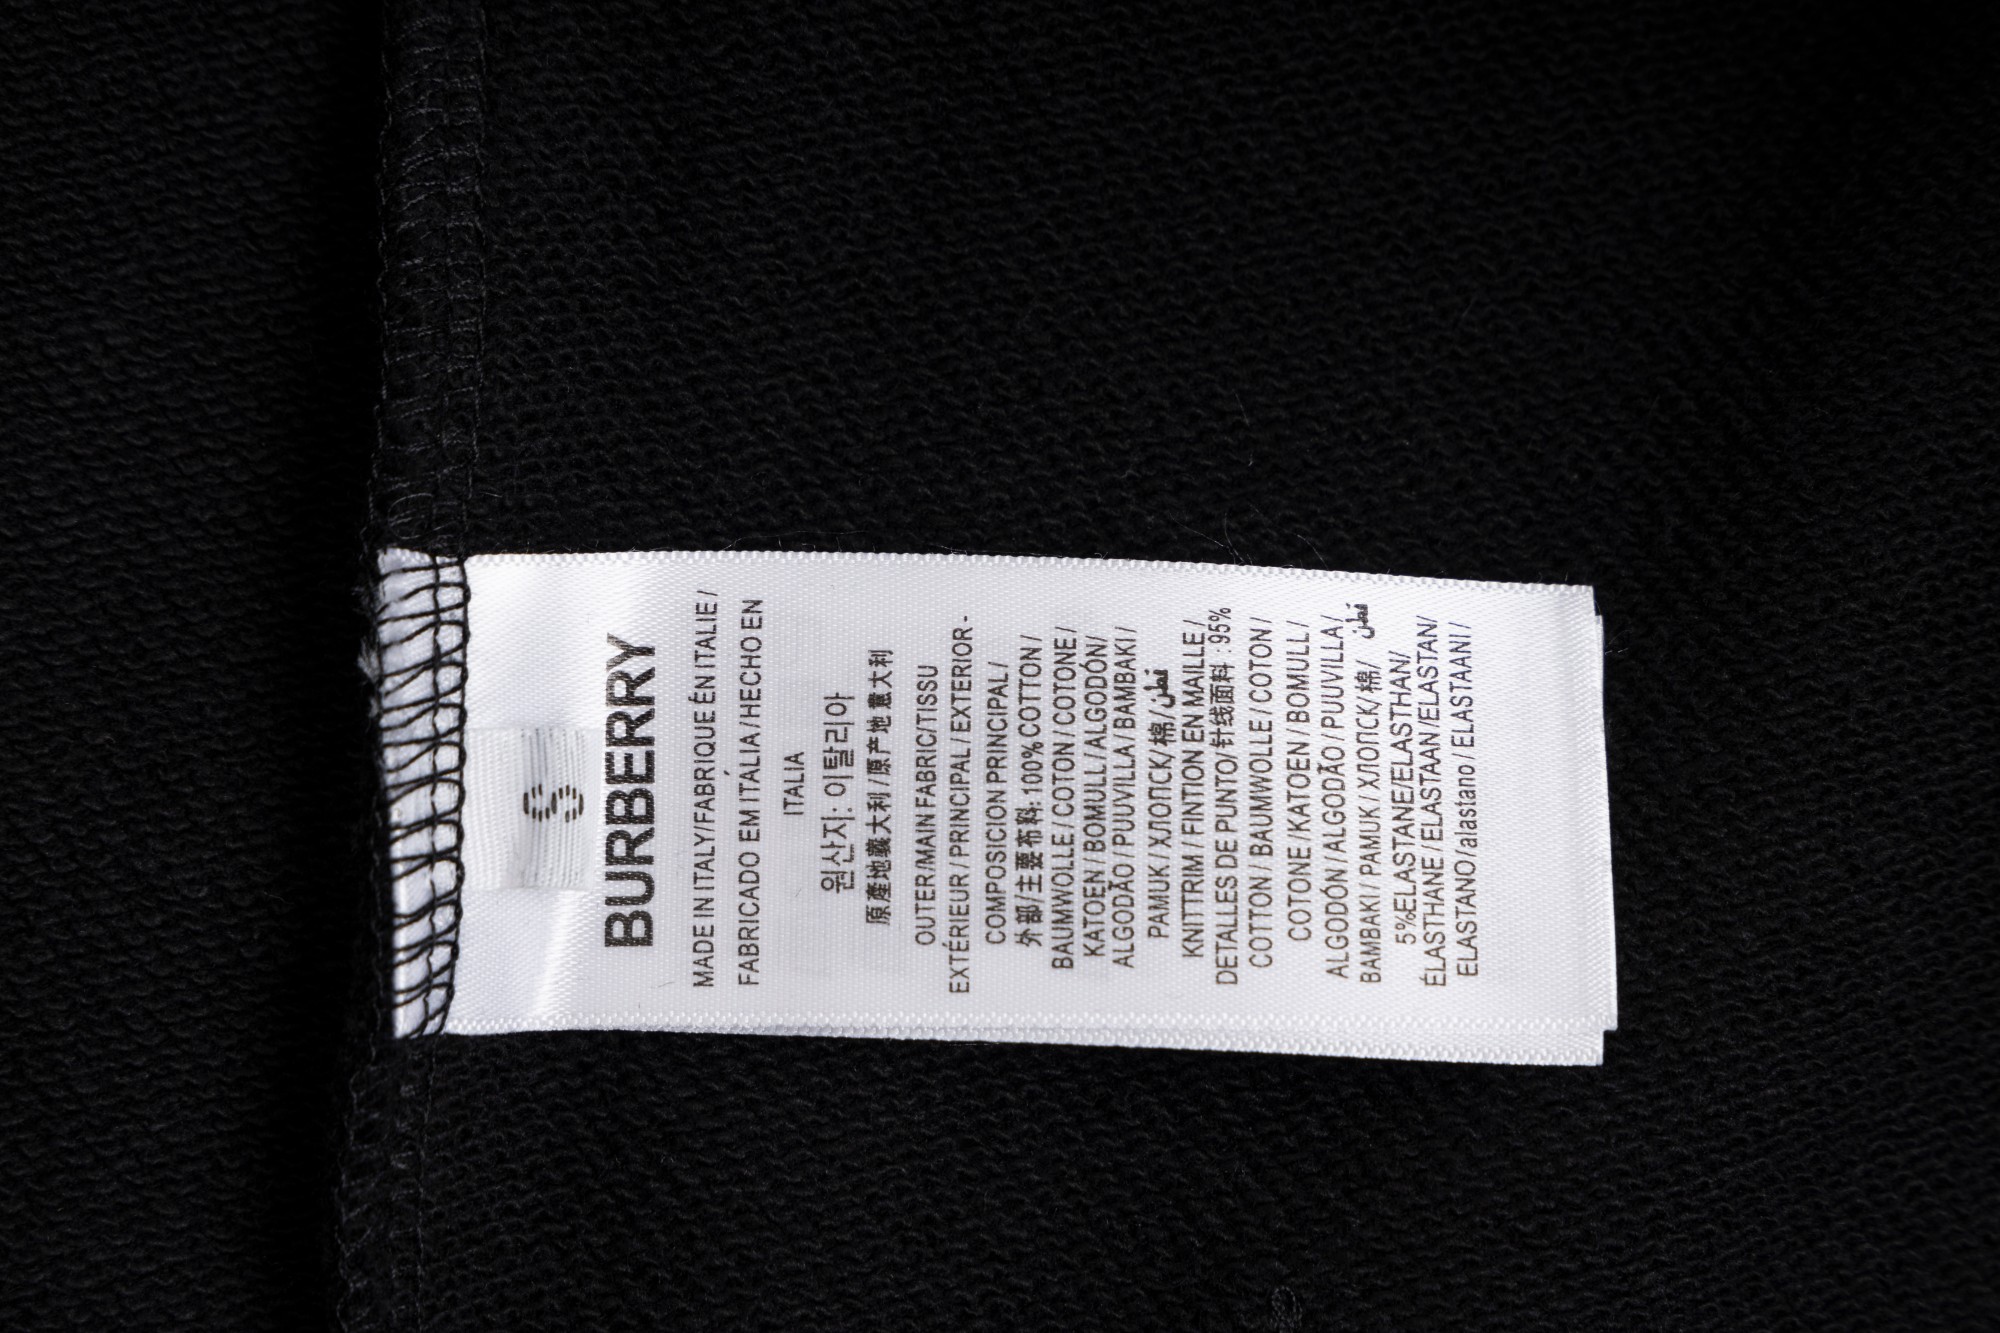 S
BURBERRY
MADE IN ITALY/FABRIQUÉ EN ITALIE/
FABRICADO EM ITÁLIA/HECHO EN
ITALIA
원산지: 이탈리아
原產地義大利/原产地意大利
OUTER/MAIN FABRIC/TISSU
EXTÉRIEUR/PRINCIPAL EXTERIOR-
COMPOSICION PRINCIPAL/
外部/主要布料: 100% COTTON/
BAUMWOLLE/COTON/COTONE/
KATOEN/BOMULL/ALGODÓN/
ALGODÃO/PUUVILLA/BAMBAKI/
PAMUK/ХЛОПCK/棉/قطن
KNITTRIM/FINTION EN MAILLE/
DETALLES DE PUNTO/针线面料 : 95%
COTTON/BAUMWOLLE/COTON/
COTONE/KATOEN/BOMULL/
ALGODÓN/ALGODÃO/PUUVILLA/
BAMBAKI/PAMUK/ХЛОПCK/棉/ قطن
5%ELASTANE/ELASTHAN/
ÉLASTHANE/ELASTAAN/ELASTAN/
ELASTANO/alastano/ELASTAANI/